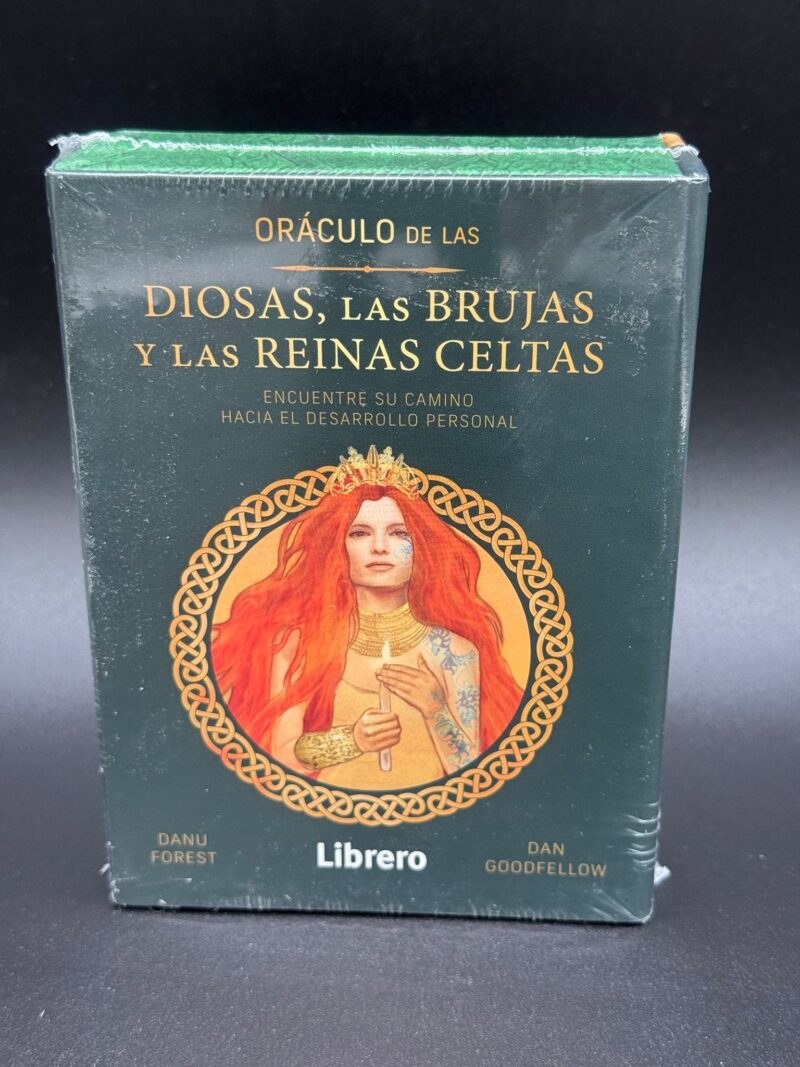 ORÁCULO DE LAS
DIOSAS, LAS BRUJAS
Y LAS REINAS CELTAS
ENCUENTRE SU CAMINO
HACIA EL DESARROLLO PERSONAL
DANU
FOREST
Librero
DAN
GOODFELLOW